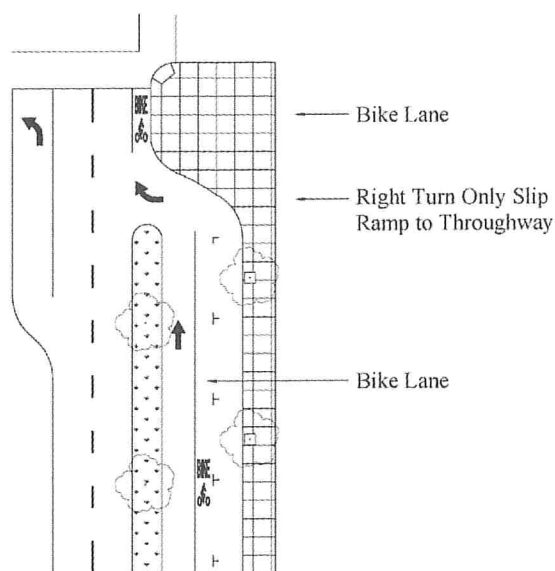 BIKE
Bike Lane
Right Turn Only Slip
Ramp to Throughway
Bike Lane
BIKE